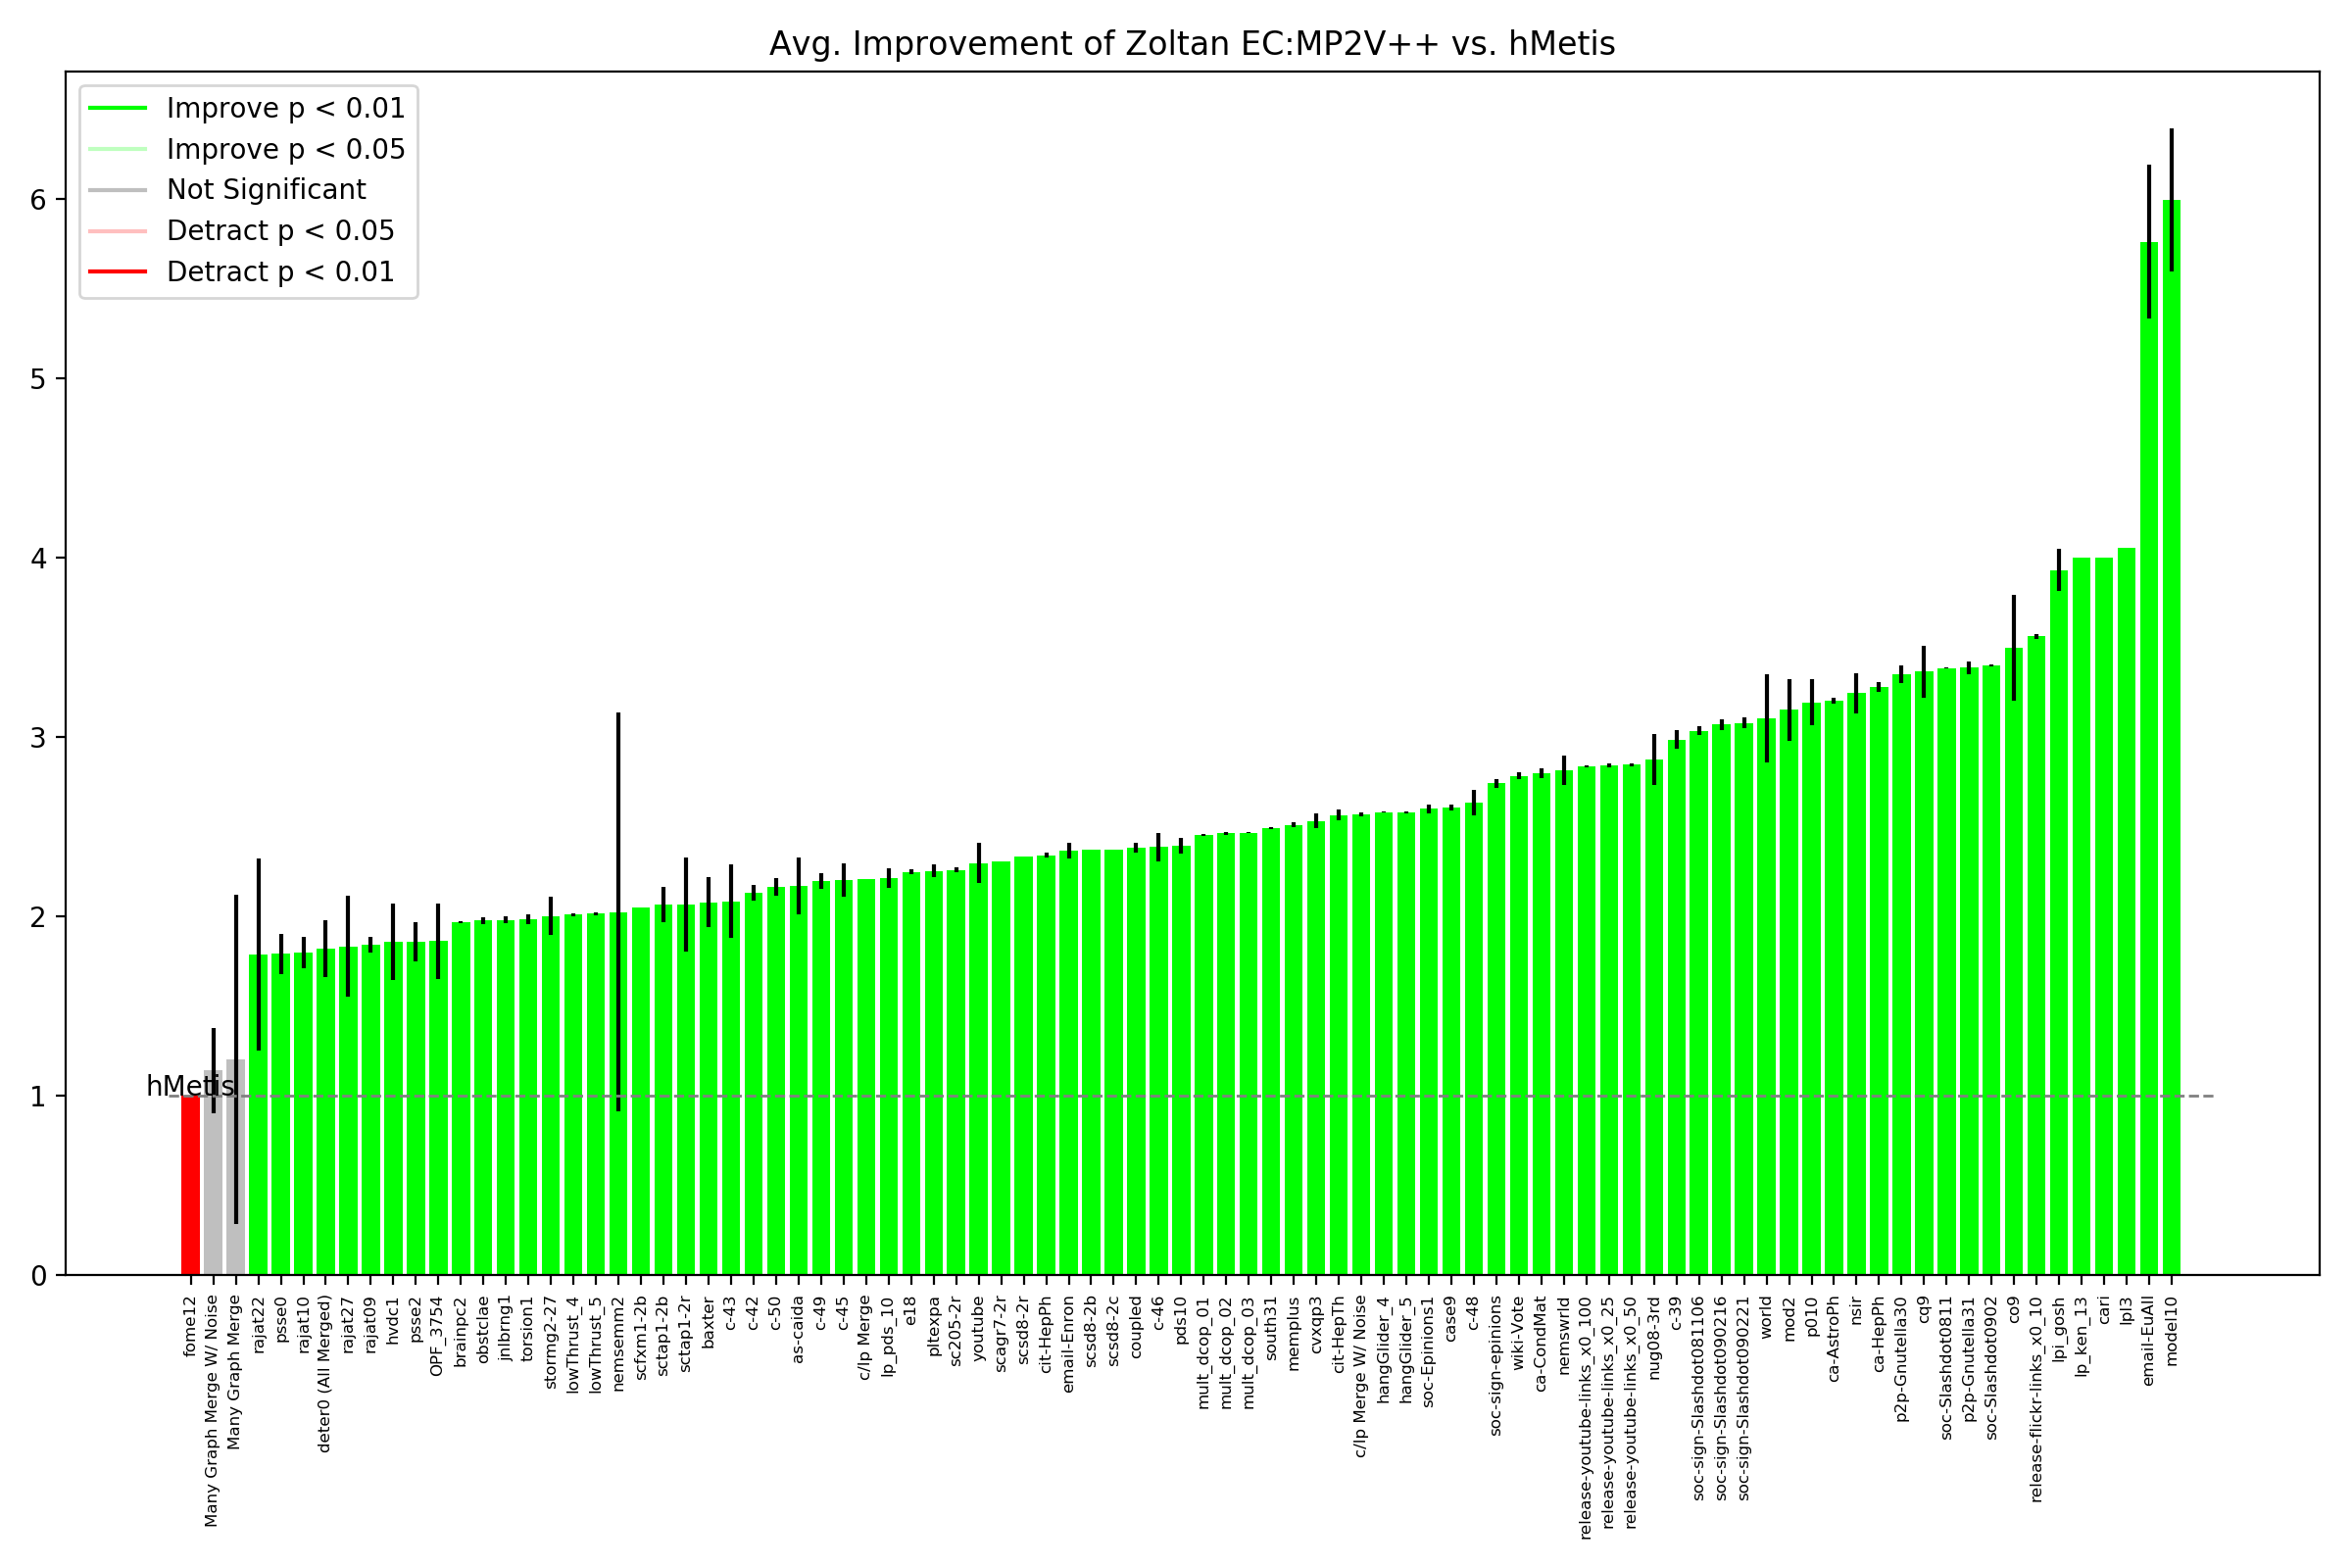 Avg. Improvement of Zoltan EC:MP2V++ vs. hMetis
Improve p < 0.01
Improve p < 0.05
Not Significant
Detract p < 0.05
Detract p < 0.01
6
5
4
3
2
1
0
hMetis
fome12
Many Graph Merge W/ Noise
Many Graph Merge
rajat22
psse0
rajat10
deter0 (All Merged)
rajat27
rajat09
hvdc1
psse2
OPF_3754
brainpc2
obstclae
jnlbrng1
torsion1
stormg2-27
lowThrust_4
lowThrust_5
nemsemm2
scfxm1-2b
sctap1-2b
sctap1-2r
baxter
c-43
c-42
c-50
as-caida
c-49
c-45
c/lp Merge
lp_pds_10
e18
pltexpa
sc205-2r
youtube
scagr7-2r
scsd8-2r
cit-HepPh
email-Enron
scsd8-2b
scsd8-2c
coupled
c-46
pds10
mult_dcop_01
mult_dcop_02
mult_dcop_03
south31
memplus
cvxqp3
cit-HepTh
c/lp Merge W/ Noise
hangGlider_4
hangGlider_5
soc-Epinions1
case9
c-48
soc-sign-epinions
wiki-Vote
ca-CondMat
nemswrld
release-youtube-links_x0_100
release-youtube-links_x0_25
release-youtube-links_x0_50
nug08-3rd
c-39
soc-sign-Slashdot081106
soc-sign-Slashdot090216
soc-sign-Slashdot090221
world
mod2
p010
ca-AstroPh
nsir
ca-HepPh
p2p-Gnutella30
cq9
soc-Slashdot0811
p2p-Gnutella31
soc-Slashdot0902
co9
release-flickr-links_x0_10
lpi_gosh
lp_ken_13
cari
lpl3
email-EuAll
model10